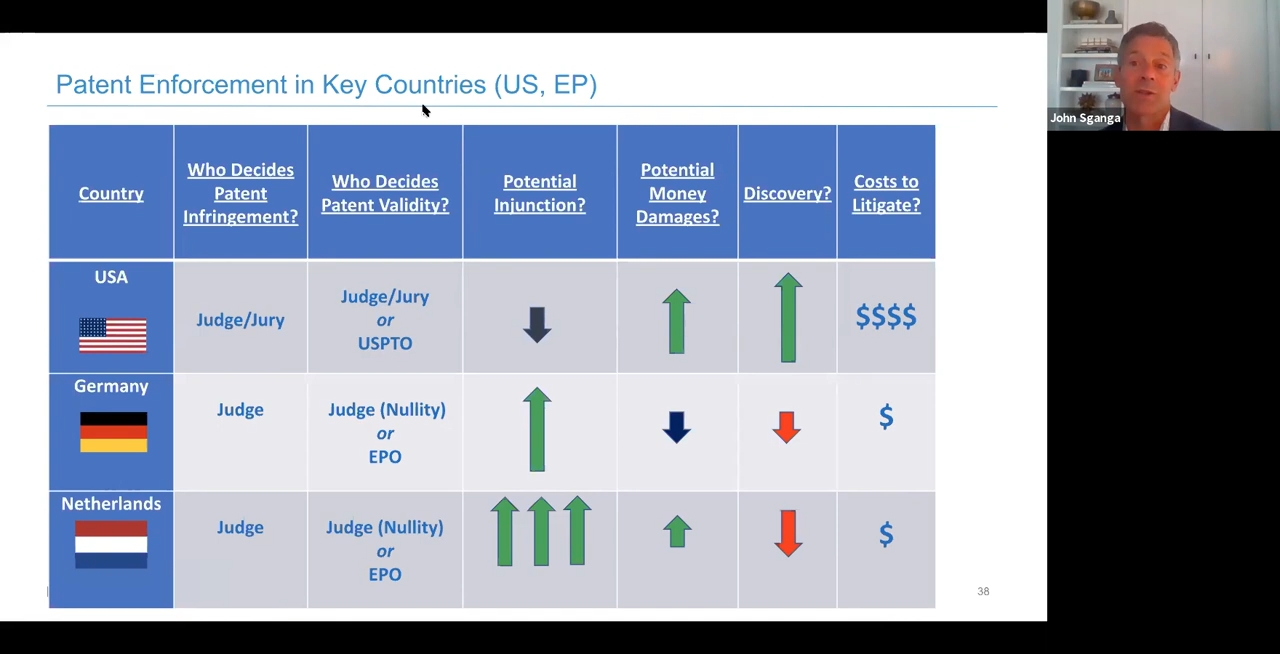 Patent Enforcement in Key Countries (US, EP)
John Sganga
Country
Who Decides
Patent
Infringement?
Who Decides
Patent Validity?
Potential
Injunction?
Potential
Money
Damages?
Discovery?
Costs to
Litigate?
USA
Judge/Jury
Judge/Jury
or
USPTO
$$$$
Germany
Judge
Judge (Nullity)
or
EPO
$
Netherlands
Judge
Judge (Nullity)
or
EPO
$
38